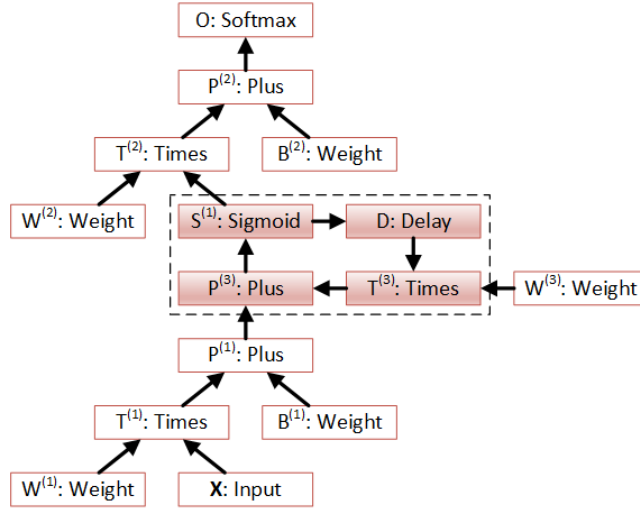 O: Softmax
P(2): Plus
T(2): Times
B(2): Weight
W(2): Weight
S(1): Sigmoid
D: Delay
P(3): Plus
T(3): Times
W(3): Weight
P(1): Plus
T(1): Times
B(1): Weight
W(1): Weight
X: Input